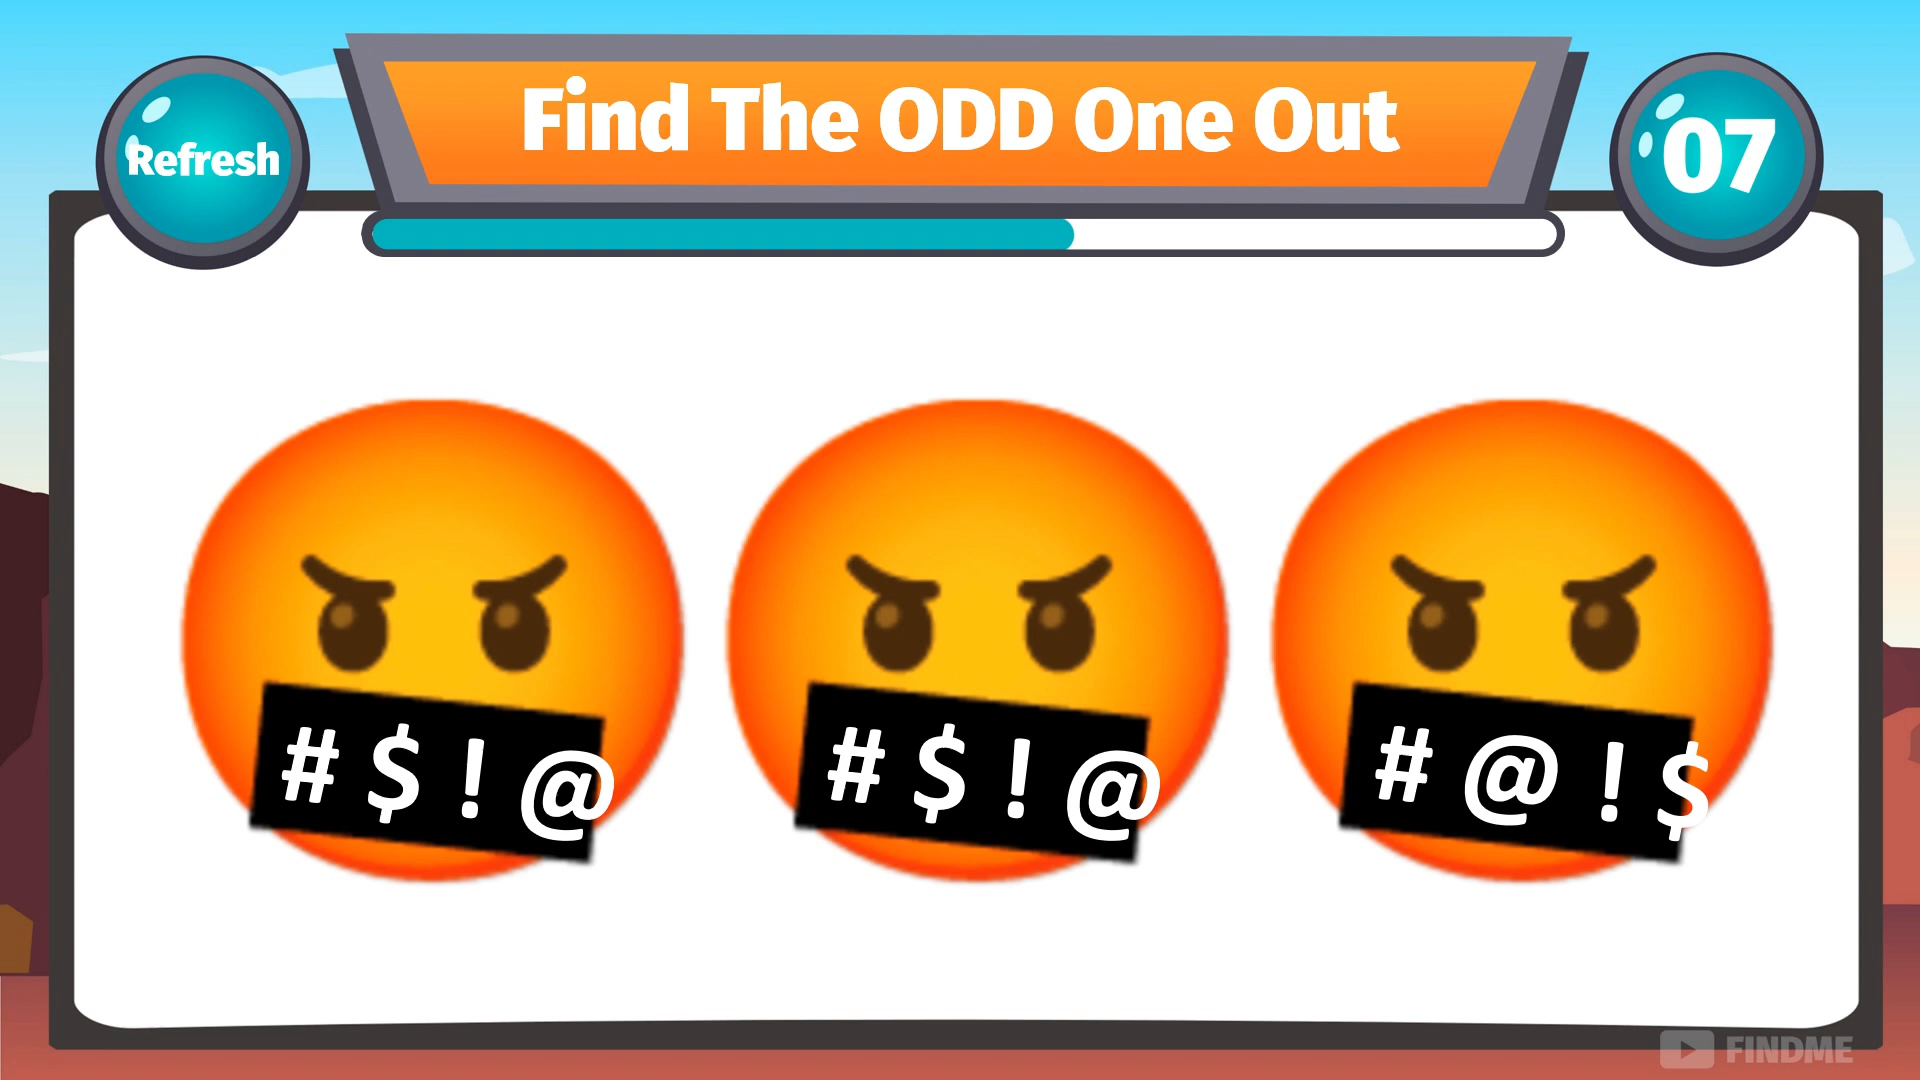 Refresh
Find The ODD One Out
07
#$!@
#$!@
#@!$
FINDME